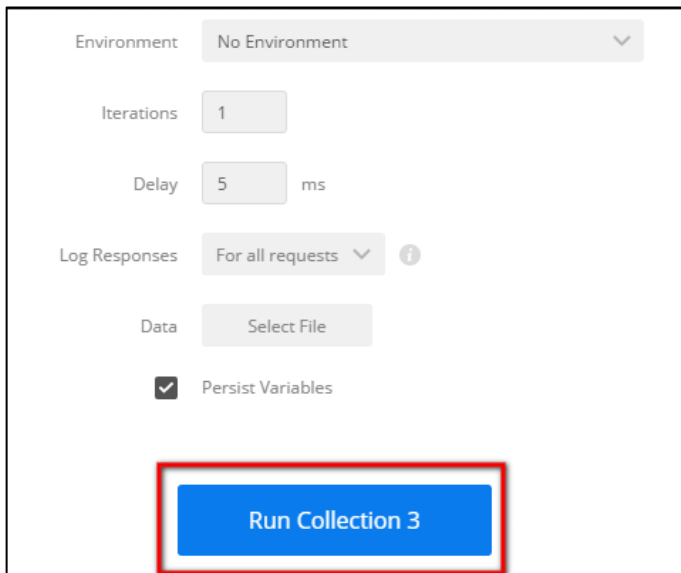 Environment No Environment
Iterations 1
Delay 5 ms
Log Responses For all requests i
Data Select File
Persist Variables
Run Collection 3